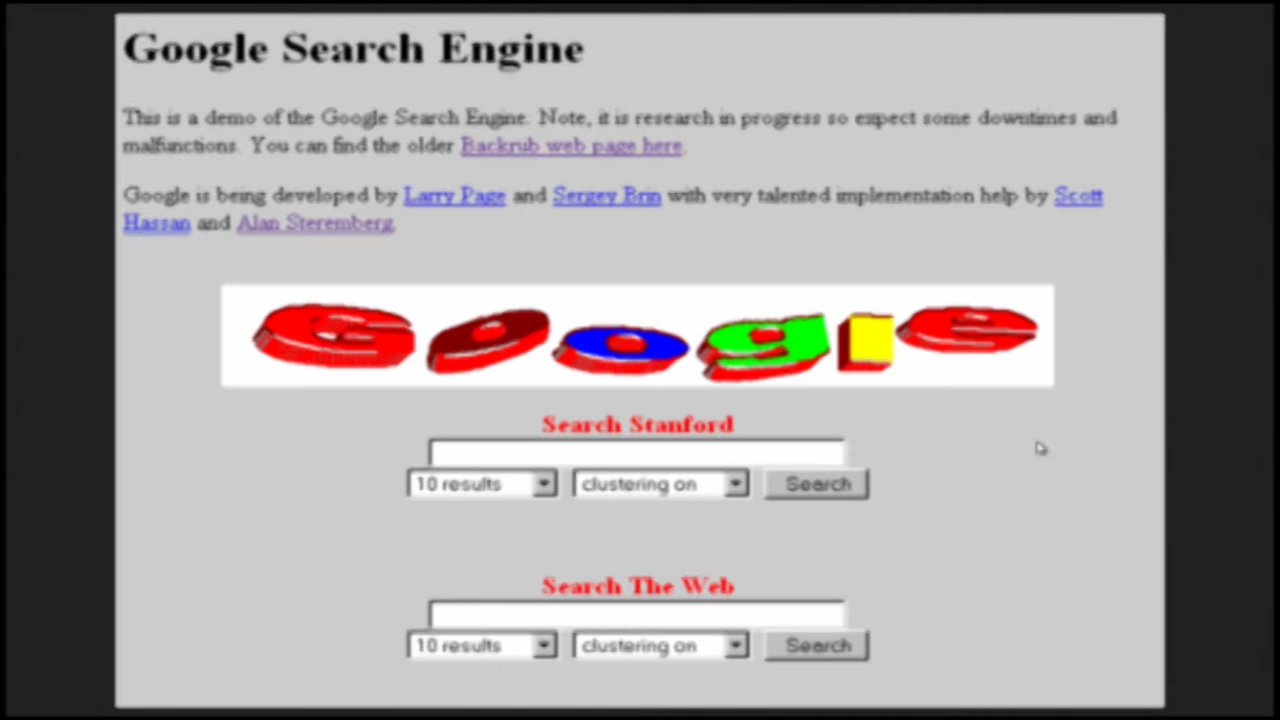 Google Search Engine
This is a demo of the Google Search Engine. Note, it is research in progress so expect some downtimes and
malfunctions. You can find the older Backrub web page here.
Google is being developed by Larry Page and Sergey Brin with very talented implementation help by Scott
Hassan and Alan Steremberg.
Google
Search Stanford
10 results clustering on Search
Search The Web
10 results clustering on Search